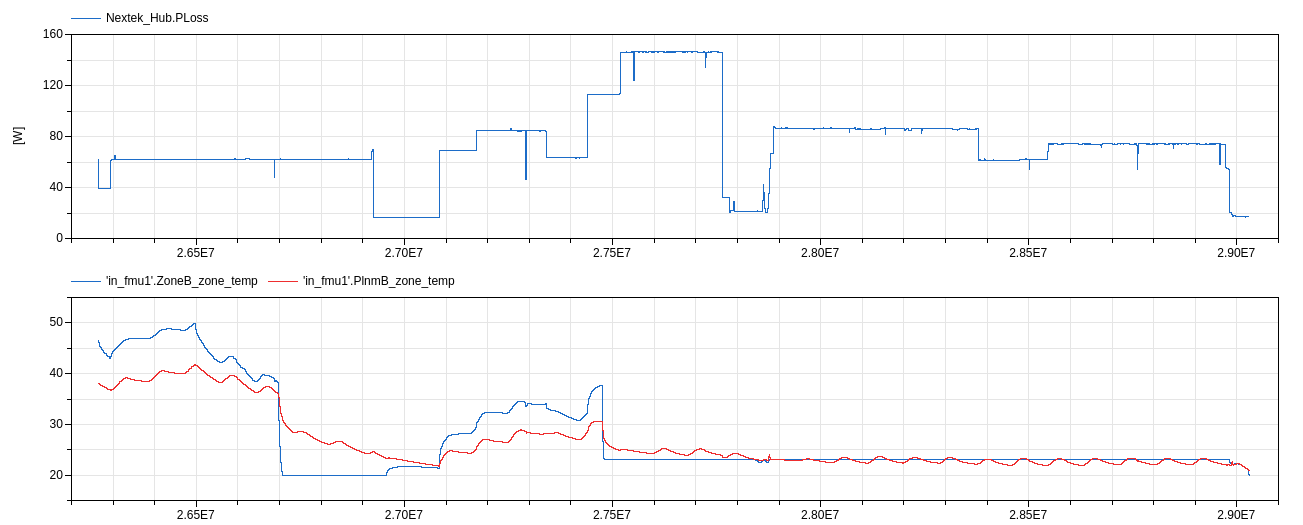 Nextek_Hub.PLoss
160
120
[W]
80
40
0
2.65E7 2.70E7 2.75E7 2.80E7 2.85E7 2.90E7
'in_fmu1'.ZoneB_zone_temp 'in_fmu1'.PlnmB_zone_temp
50
40
30
20
2.65E7 2.70E7 2.75E7 2.80E7 2.85E7 2.90E7